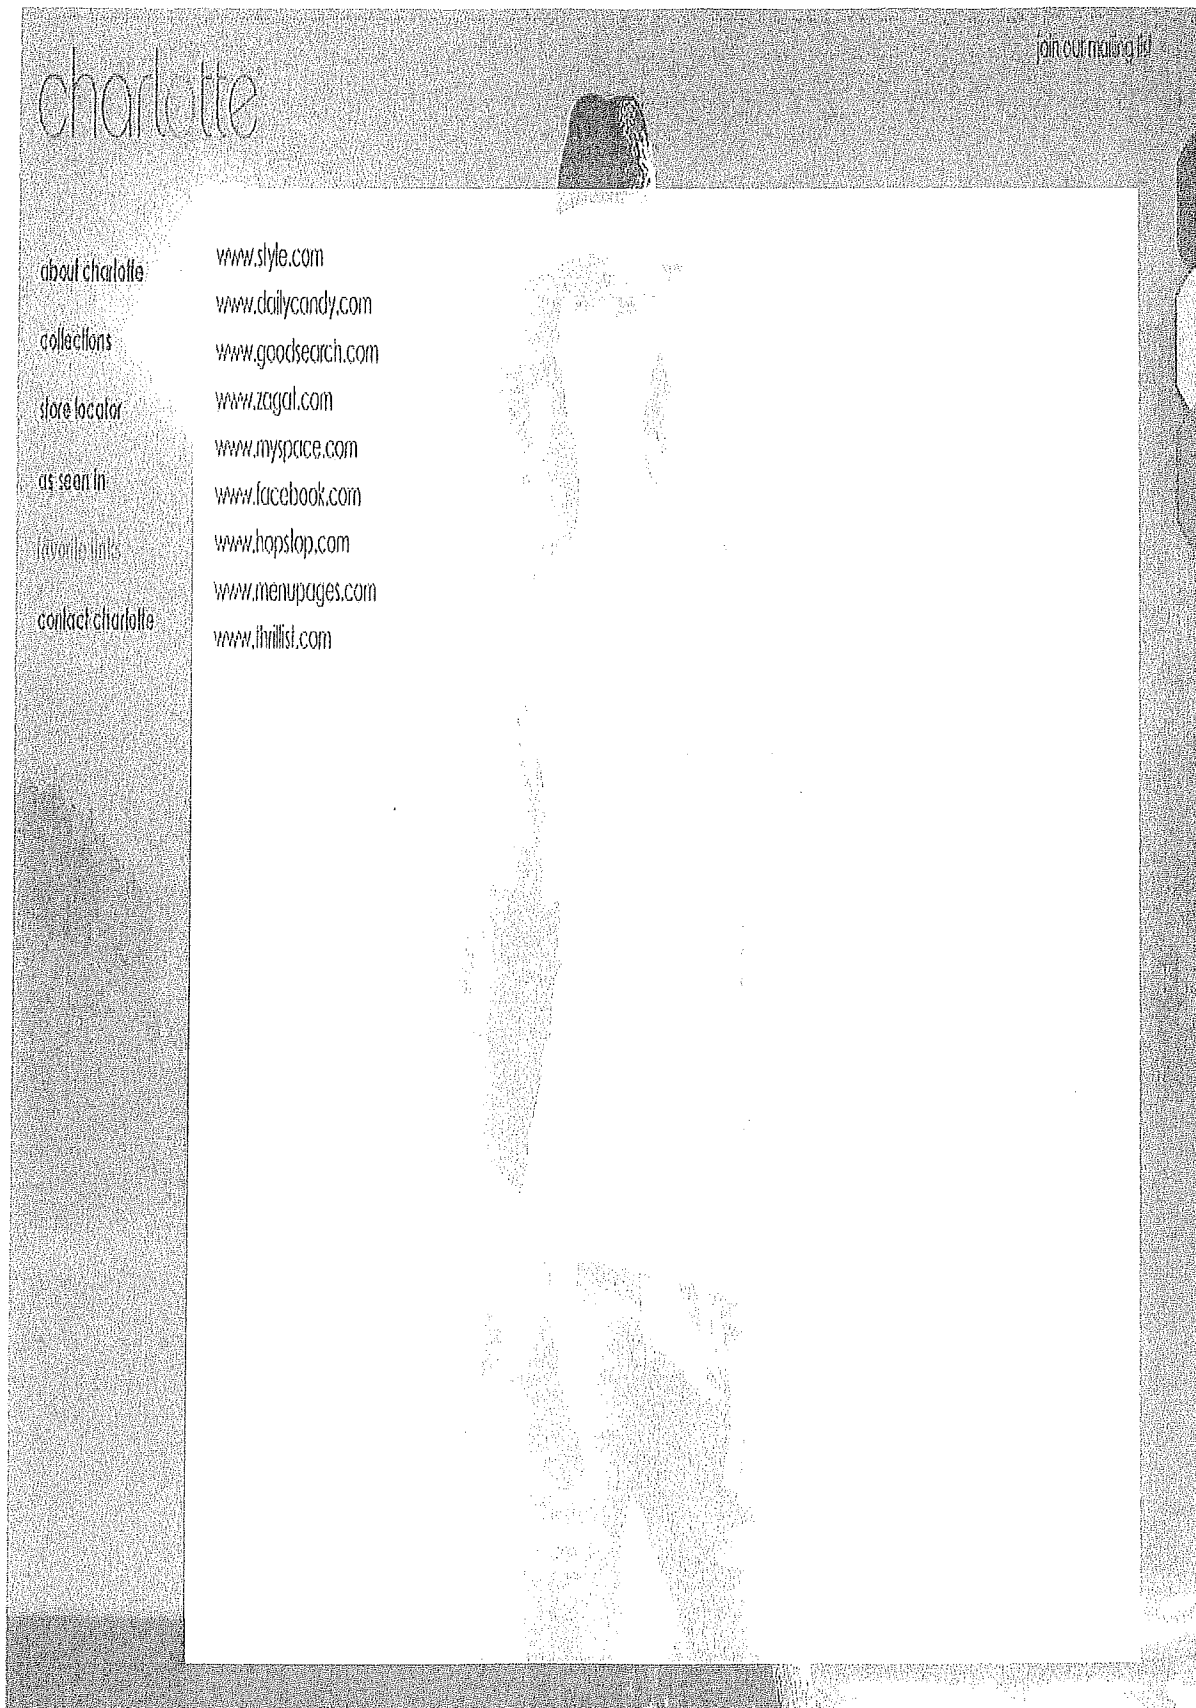 charlotte®
join our mailing list
about charlotte
collections
store locator
as seen in
favorite links
contact charlotte
www.style.com
www.dailycandy.com
www.goodsearch.com
www.zagat.com
www.myspace.com
www.facebook.com
www.hopstop.com
www.menupages.com
www.thrillist.com